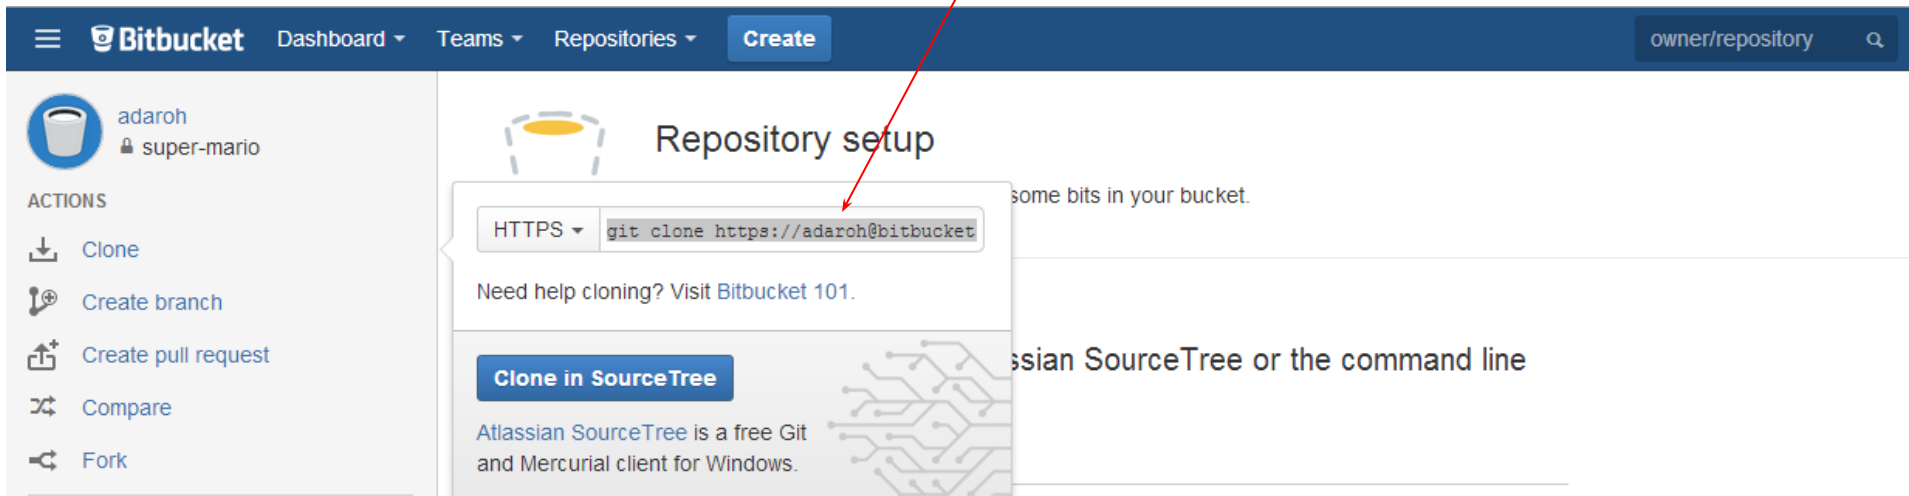 Bitbucket Dashboard Teams Repositories Create owner/repository
adaroh
super-mario
ACTIONS
Clone
Create branch
Create pull request
Compare
Fork
Repository setup
some bits in your bucket.
HTTPS git clone https://adaroh@bitbucket
Need help cloning? Visit Bitbucket 101.
Clone in SourceTree
Atlassian SourceTree is a free Git
and Mercurial client for Windows.
ssian SourceTree or the command line